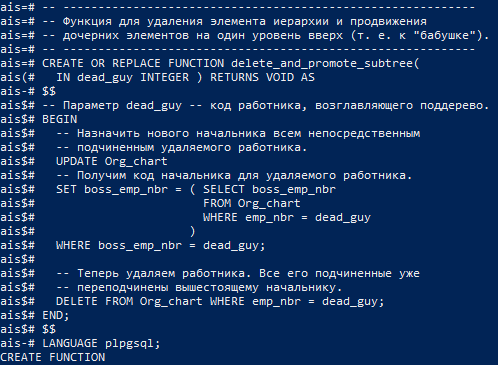 ais=# -- ------------------------------------------------------------
ais=# -- Функция для удаления элемента иерархии и продвижения
ais=# -- дочерних элементов на один уровень вверх (т. е. к "бабушке").
ais=# -- ------------------------------------------------------------
ais=# CREATE OR REPLACE FUNCTION delete_and_promote_subtree(
ais(#   IN dead_guy INTEGER ) RETURNS VOID AS
ais-# $$
ais$# -- Параметр dead_guy -- код работника, возглавляющего поддерево.
ais$# BEGIN
ais$#   -- Назначить нового начальника всем непосредственным
ais$#   -- подчиненным удаляемого работника.
ais$#   UPDATE Org_chart
ais$#   -- Получим код начальника для удаляемого работника.
ais$#   SET boss_emp_nbr = ( SELECT boss_emp_nbr
ais$#                        FROM Org_chart
ais$#                        WHERE emp_nbr = dead_guy
ais$#                      )
ais$#   WHERE boss_emp_nbr = dead_guy;
ais$#
ais$#   -- Теперь удаляем работника. Все его подчиненные уже
ais$#   -- переподчинены вышестоящему начальнику.
ais$#   DELETE FROM Org_chart WHERE emp_nbr = dead_guy;
ais$# END;
ais$# $$
ais-# LANGUAGE plpgsql;
CREATE FUNCTION